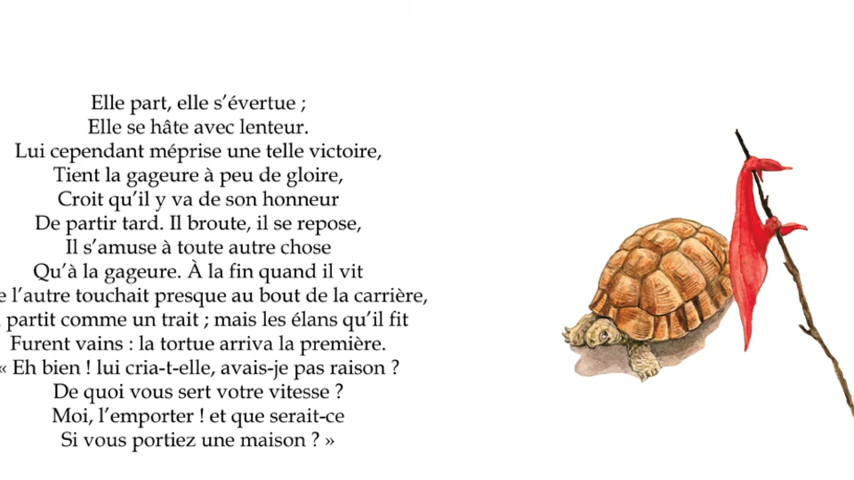 Elle part, elle s’évertue ;
Elle se hâte avec lenteur.
Lui cependant méprise une telle victoire,
Tient la gageure à peu de gloire,
Croit qu’il y va de son honneur
De partir tard. Il broute, il se repose,
Il s’amuse à toute autre chose
Qu’à la gageure. À la fin quand il vit
e l’autre touchait presque au bout de la carrière,
partit comme un trait ; mais les élans qu’il fit
Furent vains : la tortue arriva la première.
« Eh bien ! lui cria-t-elle, avais-je pas raison ?
De quoi vous sert votre vitesse ?
Moi, l’emporter ! et que serait-ce
Si vous portiez une maison ? »